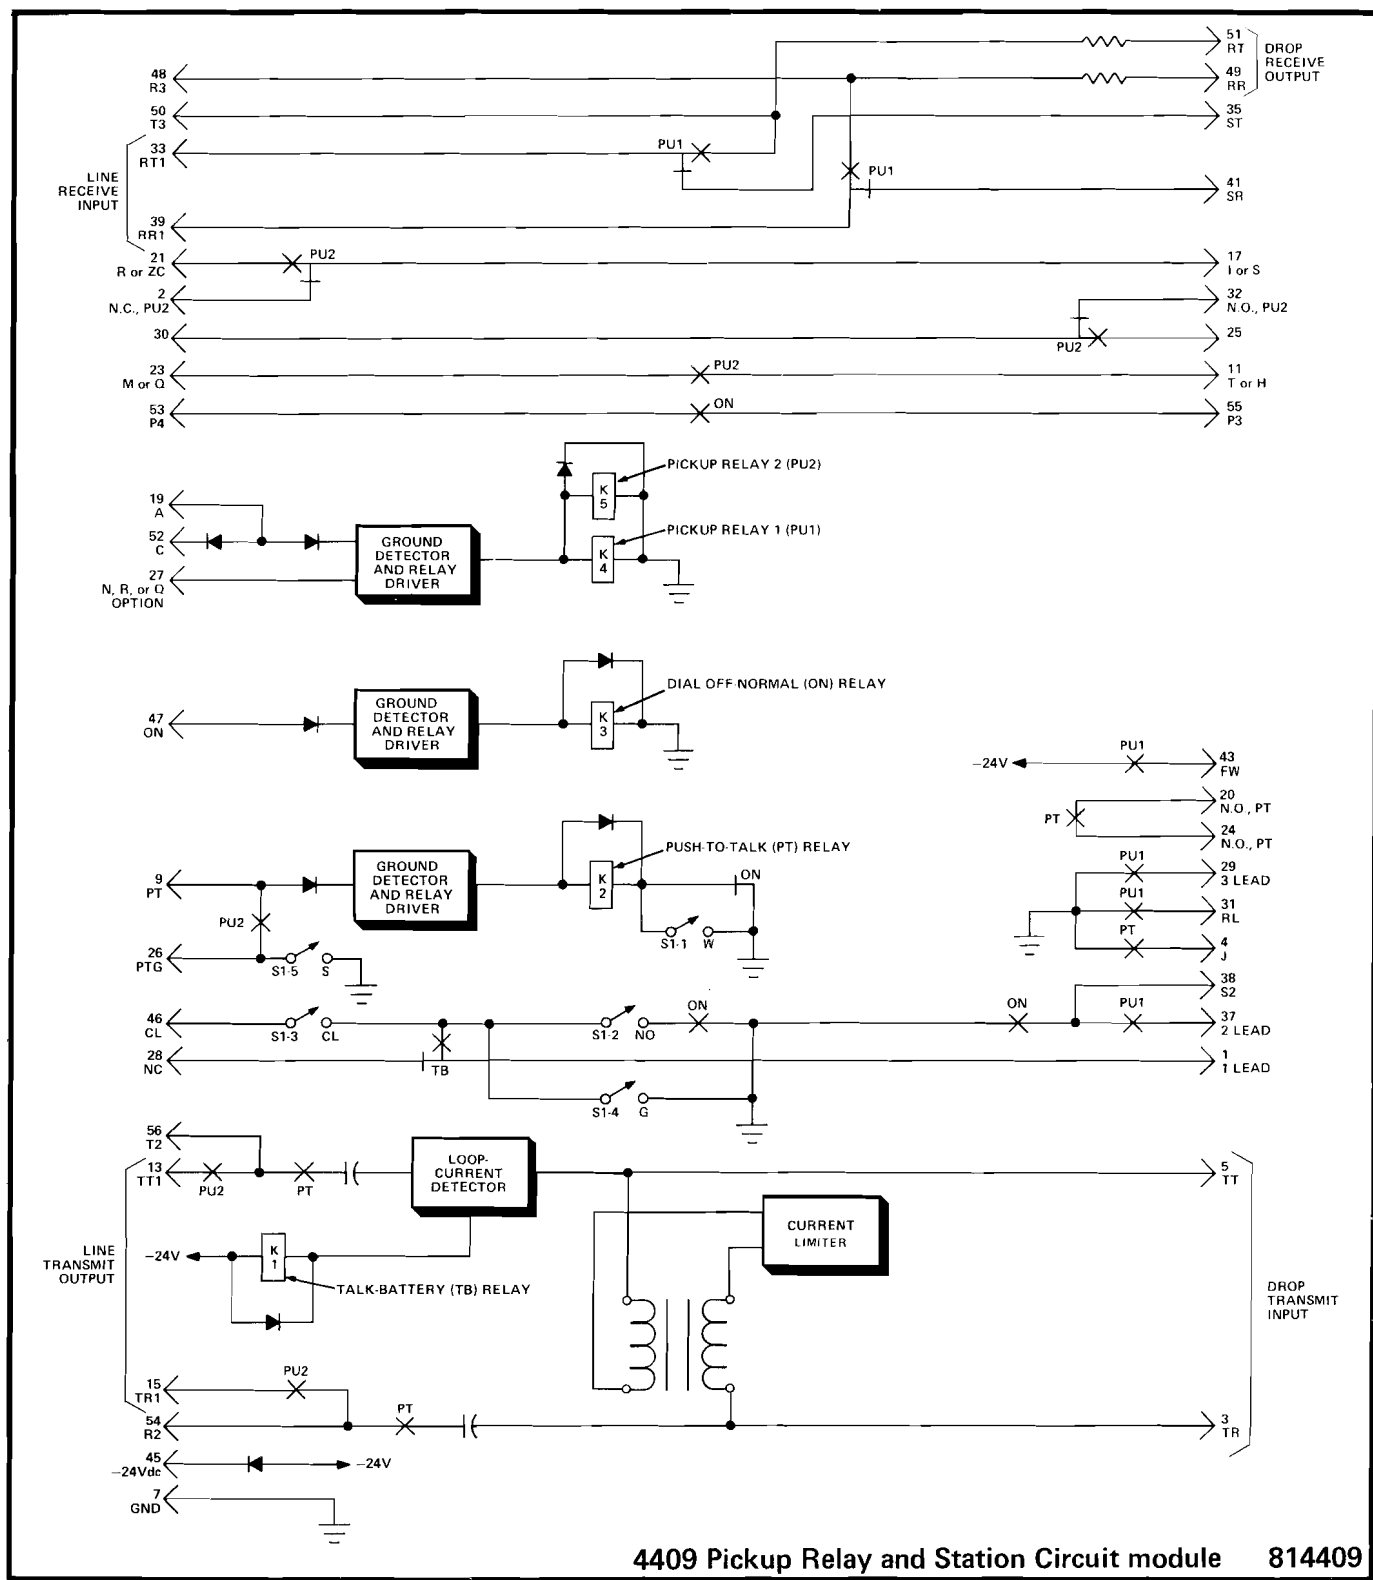 51
RT
DROP
RECEIVE
OUTPUT
48
R3
49
RR
50
T3
35
ST
33
RT1
PU1
LINE
RECEIVE
INPUT
PU1
41
SR
39
RR1
21
R or ZC
PU2
17
I or S
2
N.C., PU2
32
N.O., PU2
30
PU2
25
23
M or Q
PU2
11
T or H
53
P4
ON
55
P3
PICKUP RELAY 2 (PU2)
K
5
19
A
52
C
27
N, R, or Q
OPTION
GROUND
DETECTOR
AND RELAY
DRIVER
PICKUP RELAY 1 (PU1)
K
4
47
ON
GROUND
DETECTOR
AND RELAY
DRIVER
DIAL OFF-NORMAL (ON) RELAY
K
3
-24V
PU1
43
FW
20
N.O., PT
PT
24
N.O., PT
9
PT
GROUND
DETECTOR
AND RELAY
DRIVER
PUSH-TO-TALK (PT) RELAY
K
2
ON
PU1
29
3 LEAD
PU1
31
RL
PT
4
J
PU2
S1-1
W
26
PTG
S1-5
S
38
S2
46
CL
S1-3
CL
S1-2
NO
ON
ON
PU1
37
2 LEAD
28
NC
TB
1
1 LEAD
S1-4
G
56
T2
13
TT1
PU2
PT
LOOP-
CURRENT
DETECTOR
5
TT
CURRENT
LIMITER
LINE
TRANSMIT
OUTPUT
-24V
K
1
TALK-BATTERY (TB) RELAY
DROP
TRANSMIT
INPUT
15
TR1
PU2
54
R2
PT
3
TR
45
-24Vdc
-24V
7
GND
4409 Pickup Relay and Station Circuit module 814409